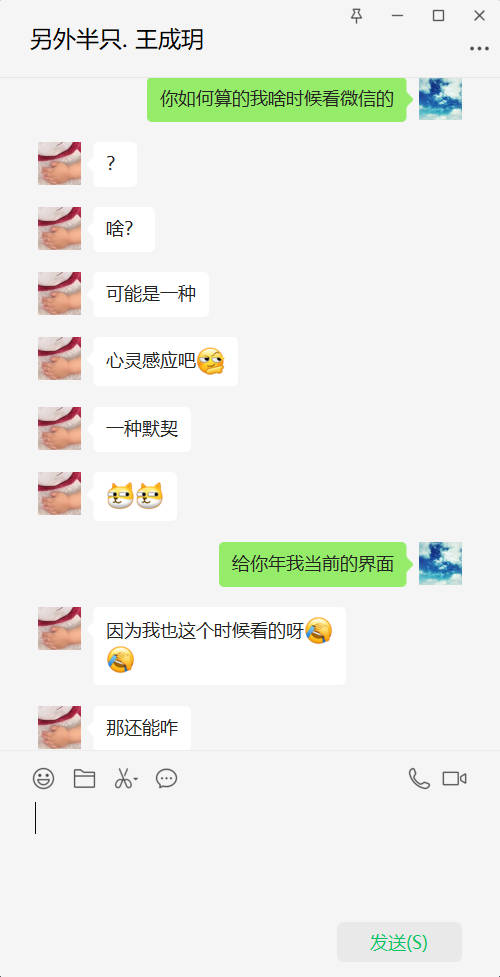 另外半只. 王成玥
你如何算的我啥时候看微信的
？
啥？
可能是一种
心灵感应吧
一种默契
给你年我当前的界面
因为我也这个时候看的呀
那还能咋
发送(S)